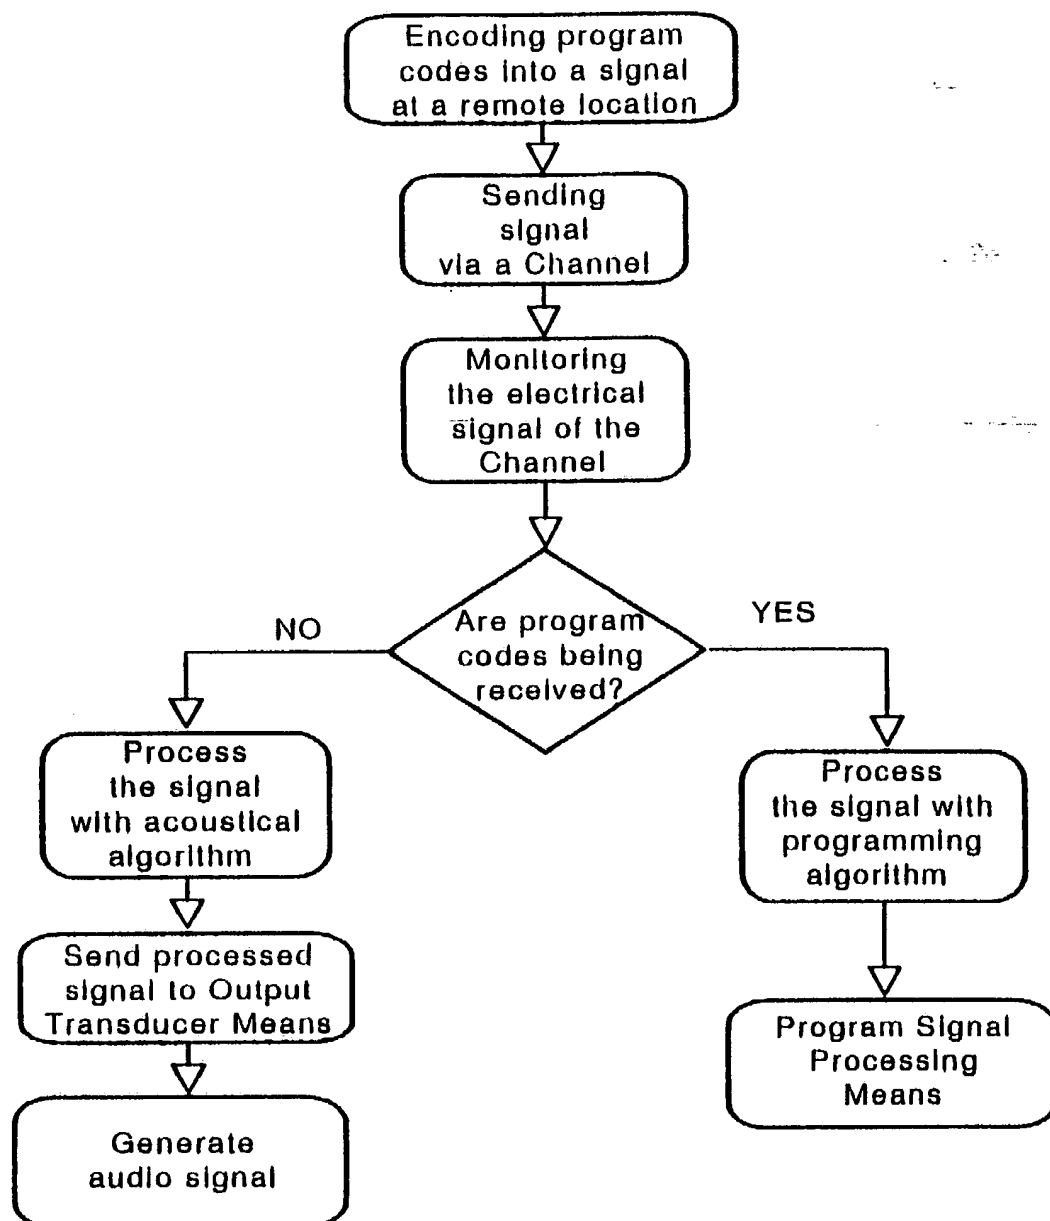 Encoding program
codes into a signal
at a remote location
Sending
signal
via a Channel
Monitoring
the electrical
signal of the
Channel
Are program
codes being
received?
NO
YES
Process
the signal
with acoustical
algorithm
Process
the signal with
programming
algorithm
Send processed
signal to Output
Transducer Means
Program Signal
Processing
Means
Generate
audio signal